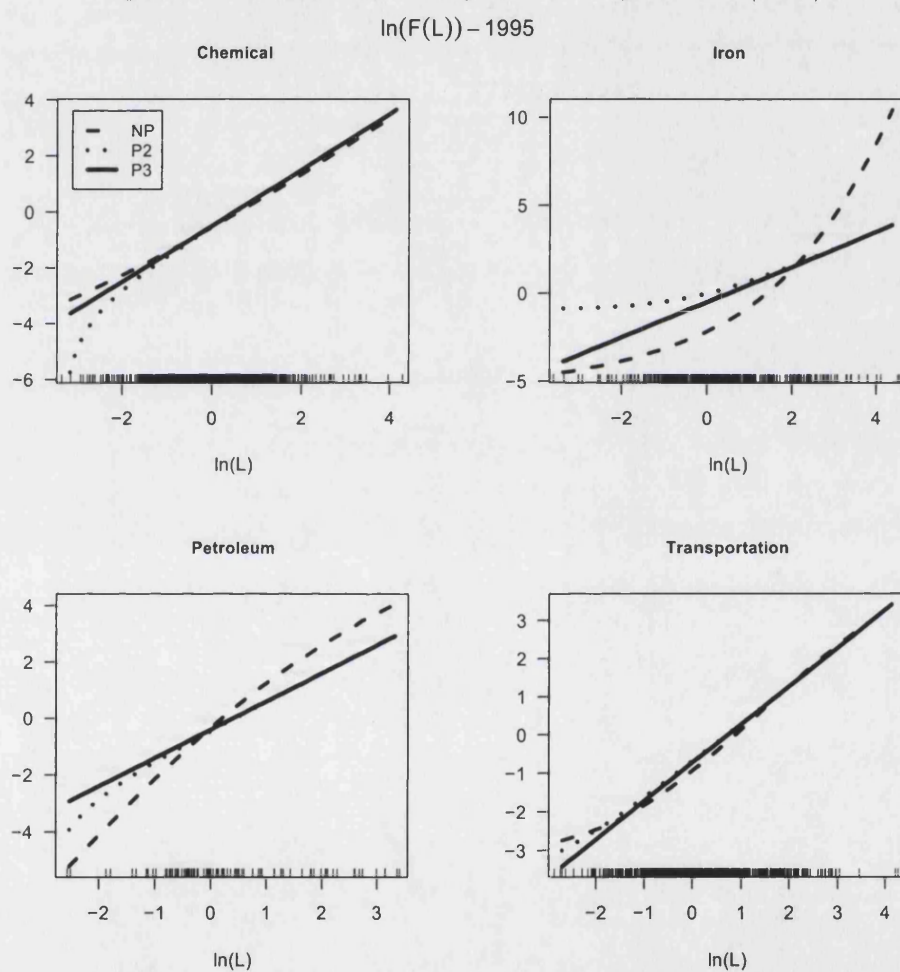 ln(F(L)) – 1995
Chemical
4
2
0
−2
−4
−6
NP
P2
P3
−2 0 2 4
ln(L)
Iron
10
5
0
−5
−2 0 2 4
ln(L)
Petroleum
4
2
0
−2
−4
−2 −1 0 1 2 3
ln(L)
Transportation
3
2
1
0
−1
−2
−3
−2 −1 0 1 2 3 4
ln(L)